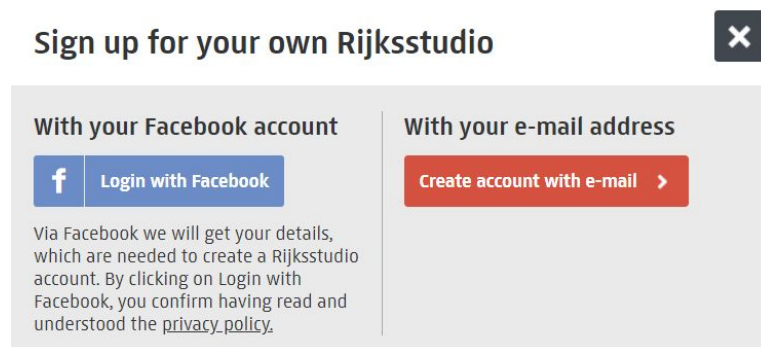 Sign up for your own Rijksstudio
With your Facebook account
Login with Facebook
Via Facebook we will get your details,
which are needed to create a Rijksstudio
account. By clicking on Login with
Facebook, you confirm having read and
understood the privacy policy.
With your e-mail address
Create account with e-mail